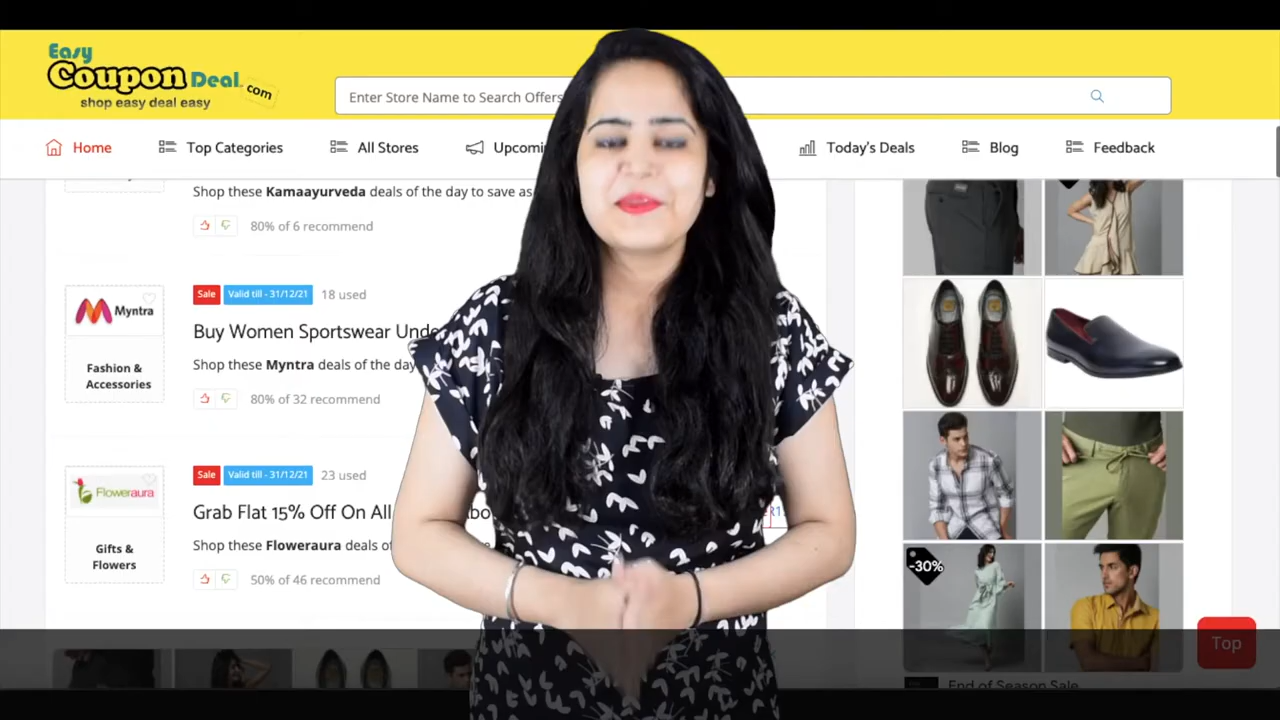 Easy
Coupon Deal
.com
shop easy deal easy
Enter Store Name to Search Offers
Home
Top Categories
All Stores
Today's Deals
Blog
Feedback
Shop these Kamaayurveda deals of the day to save as
80% of 6 recommend
Myntra
Fashion &
Accessories
Sale Valid till - 31/12/21 18 used
Buy Women Sportswear
Shop these Myntra deals of the day
80% of 32 recommend
Floweraura
Gifts &
Flowers
Sale Valid till - 31/12/21 23 used
Grab Flat 15% Off On All
Shop these Floweraura deals
50% of 46 recommend
-30%
Top
End of Season Sale